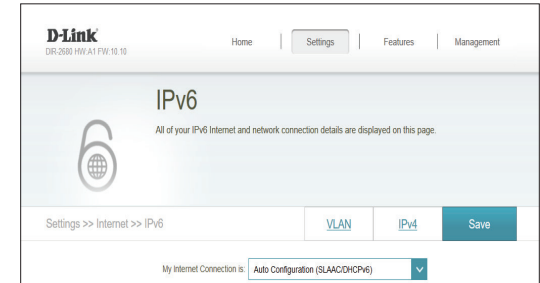 D-Link
DIR-2680 HW:A1 FW:10.10
Home
Settings
Features
Management
IPv6
All of your IPv6 Internet and network connection details are displayed on this page.
Settings >> Internet >> IPv6
VLAN
IPv4
Save
My Internet Connection is: Auto Configuration (SLAAC/DHCPv6)